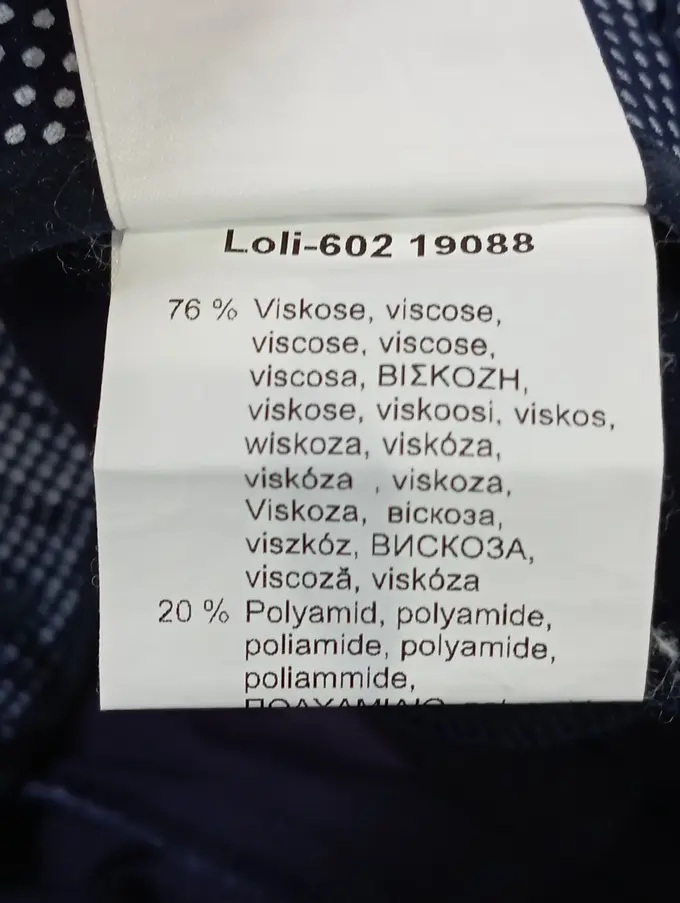 Loli-602 19088
76 % Viskose, viscose,
viscose, viscose,
viscosa, ΒΙΣΚΟΖΗ,
viskose, viskoosi, viskos,
wiskoza, viskóza,
viskóza , viskoza,
Viskoza, віскоза,
viszkóz, ВИСКОЗА,
viscoză, viskóza
20 % Polyamid, polyamide,
poliamide, polyamide,
poliammide,